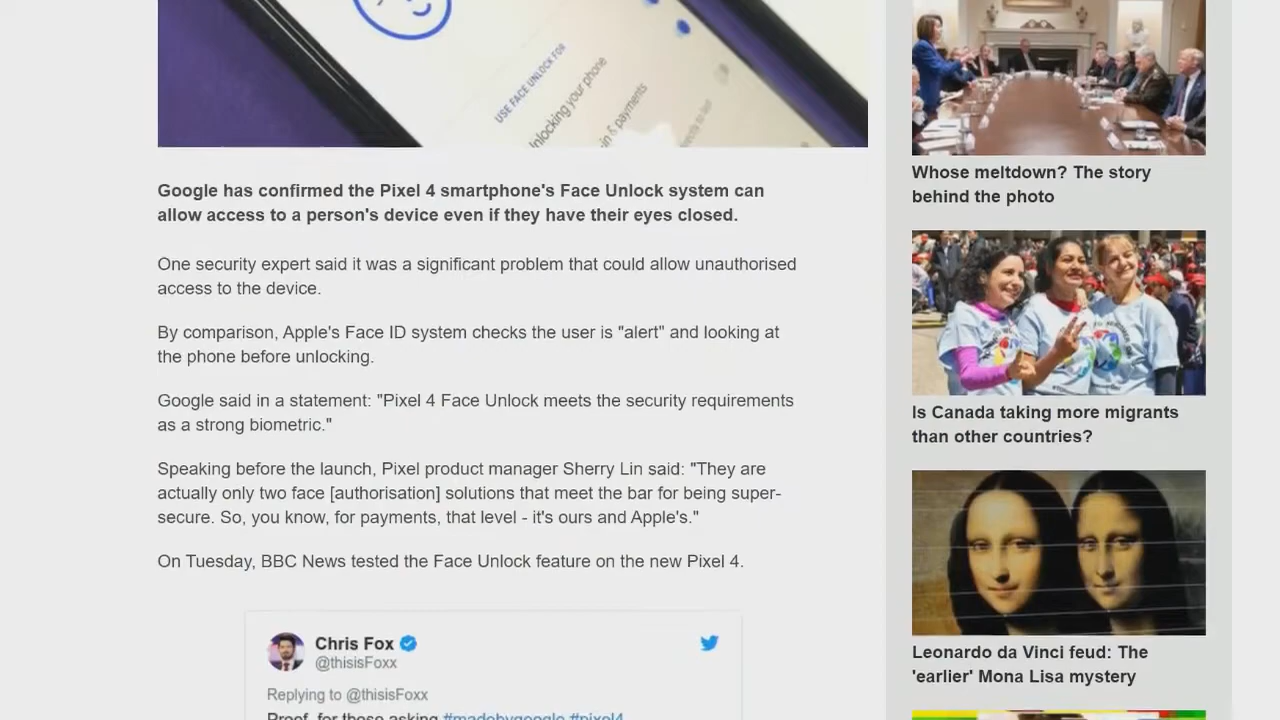 USE FACE UNLOCK FOR
Unlocking your phone
in & payments
Google has confirmed the Pixel 4 smartphone's Face Unlock system can
allow access to a person's device even if they have their eyes closed.
One security expert said it was a significant problem that could allow unauthorised
access to the device.
By comparison, Apple's Face ID system checks the user is "alert" and looking at
the phone before unlocking.
Google said in a statement: "Pixel 4 Face Unlock meets the security requirements
as a strong biometric."
Speaking before the launch, Pixel product manager Sherry Lin said: "They are
actually only two face [authorisation] solutions that meet the bar for being super-
secure. So, you know, for payments, that level - it's ours and Apple's."
On Tuesday, BBC News tested the Face Unlock feature on the new Pixel 4.
Chris Fox
@thisisFoxx
Replying to @thisisFoxx
Proof, for those asking #madebygoogle #pixel4
Whose meltdown? The story
behind the photo
Is Canada taking more migrants
than other countries?
Leonardo da Vinci feud: The
'earlier' Mona Lisa mystery